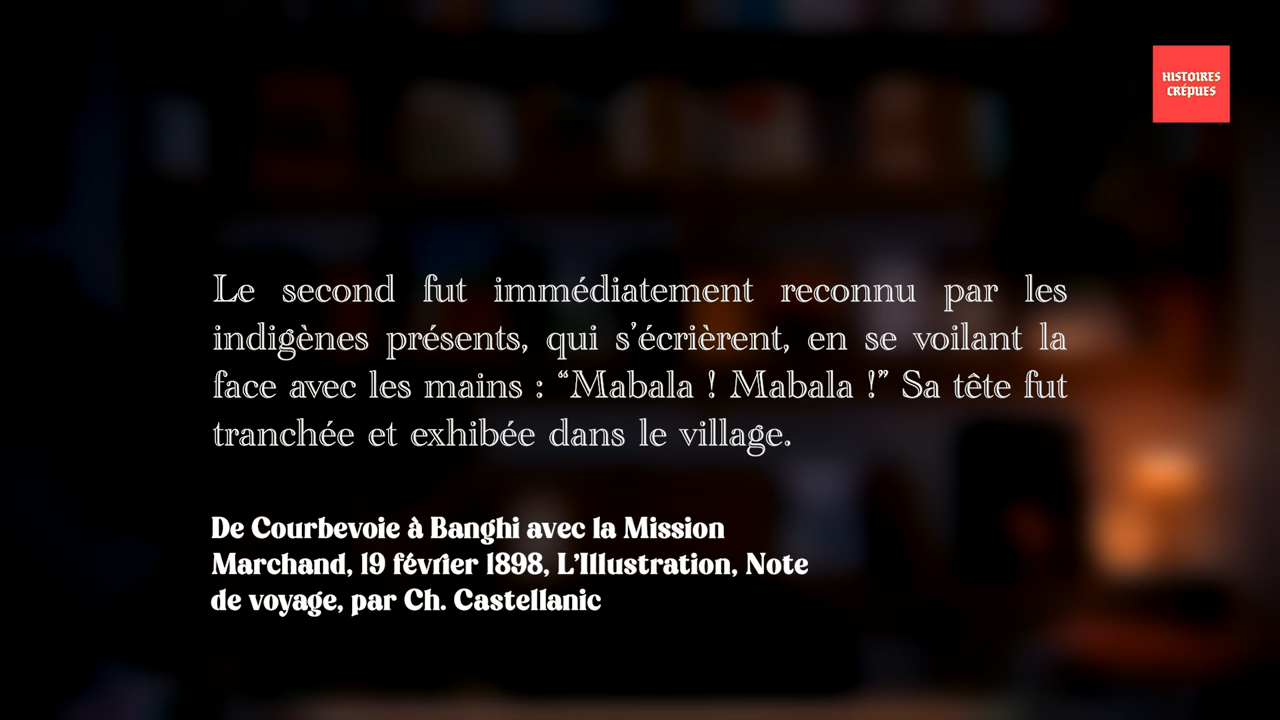 HISTOIRES
CRÉPUES
Le second fut immédiatement reconnu par les
indigènes présents, qui s'écrièrent, en se voilant la
face avec les mains : “Mabala ! Mabala !” Sa tête fut
tranchée et exhibée dans le village.
De Courbevoie à Banghi avec la Mission
Marchand, 19 février 1898, L'Illustration, Note
de voyage, par Ch. Castellanic